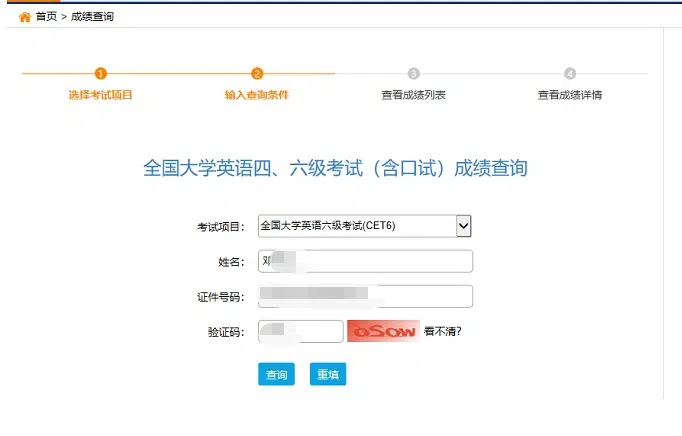 首页 > 成绩查询
1 2 3 4
选择考试项目 输入查询条件 查看成绩列表 查看成绩详情
全国大学英语四、六级考试（含口试）成绩查询
考试项目： 全国大学英语六级考试(CET6)
姓名： 邓
证件号码：
验证码： osow 看不清?
查询 重填